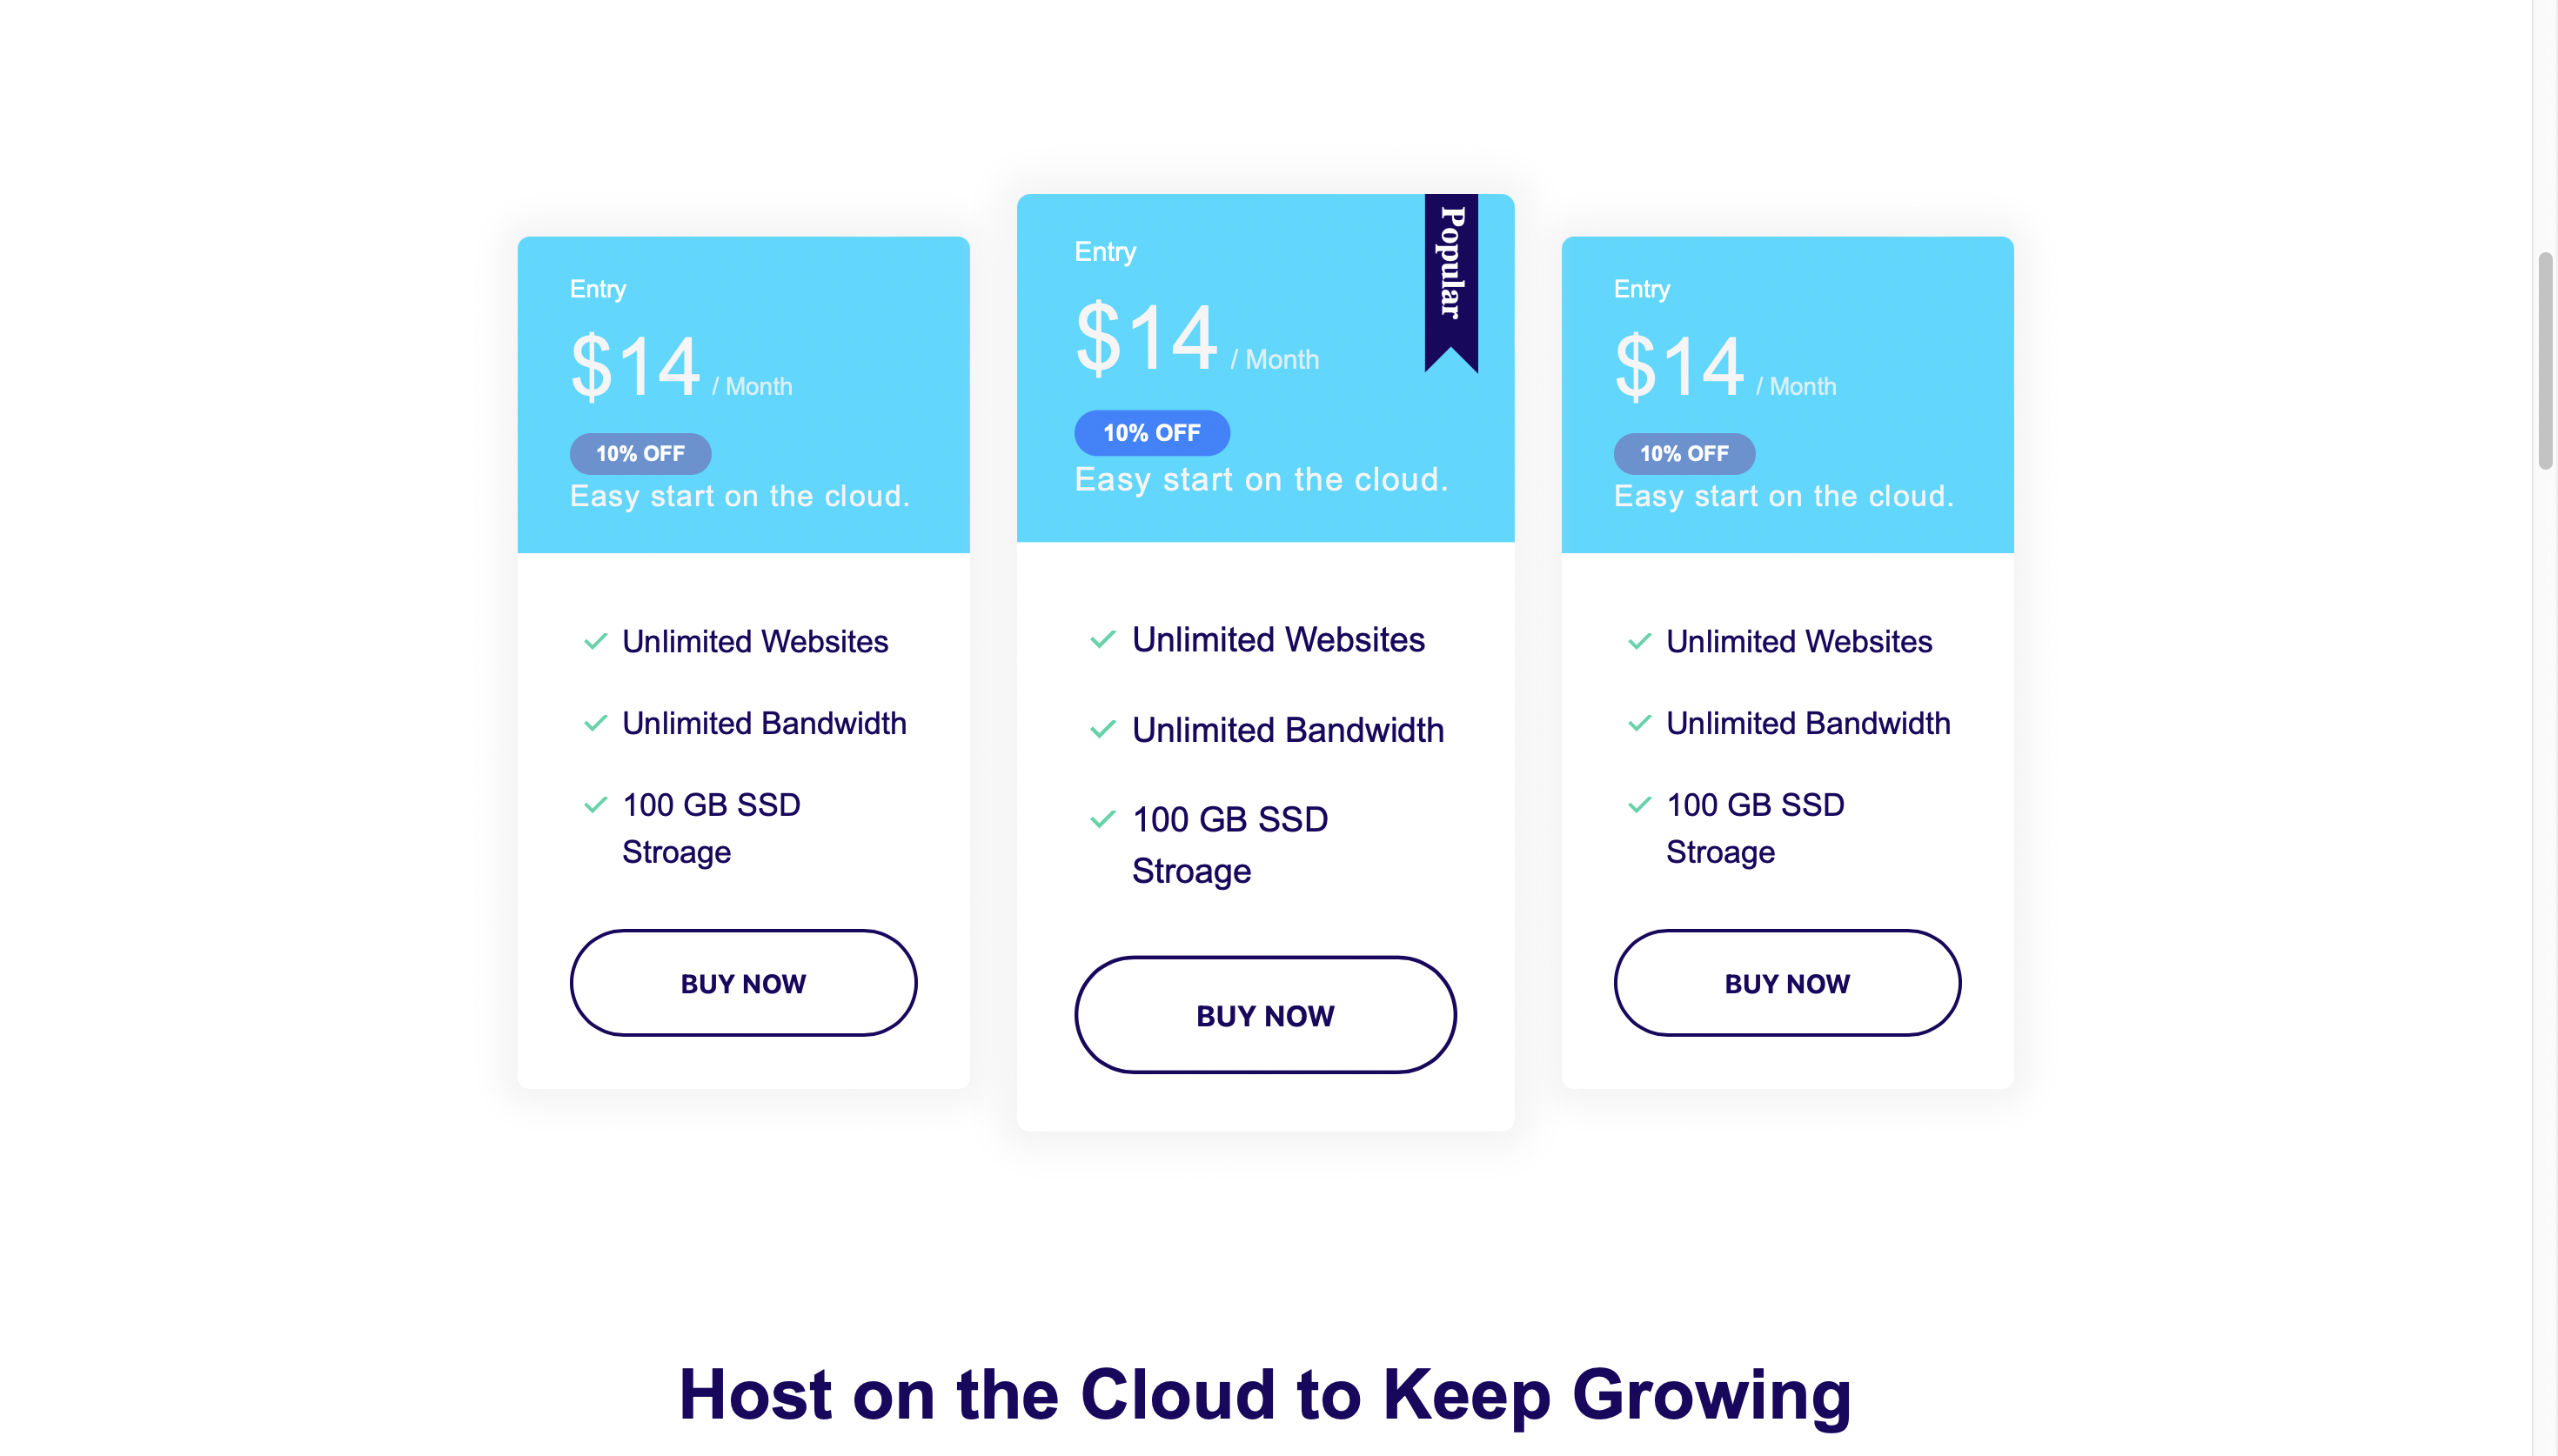 Entry
$14 / Month
10% OFF
Easy start on the cloud.
Unlimited Websites
Unlimited Bandwidth
100 GB SSD
Stroage
BUY NOW
Popular
Entry
$14 / Month
10% OFF
Easy start on the cloud.
Unlimited Websites
Unlimited Bandwidth
100 GB SSD
Stroage
BUY NOW
Entry
$14 / Month
10% OFF
Easy start on the cloud.
Unlimited Websites
Unlimited Bandwidth
100 GB SSD
Stroage
BUY NOW
Host on the Cloud to Keep Growing